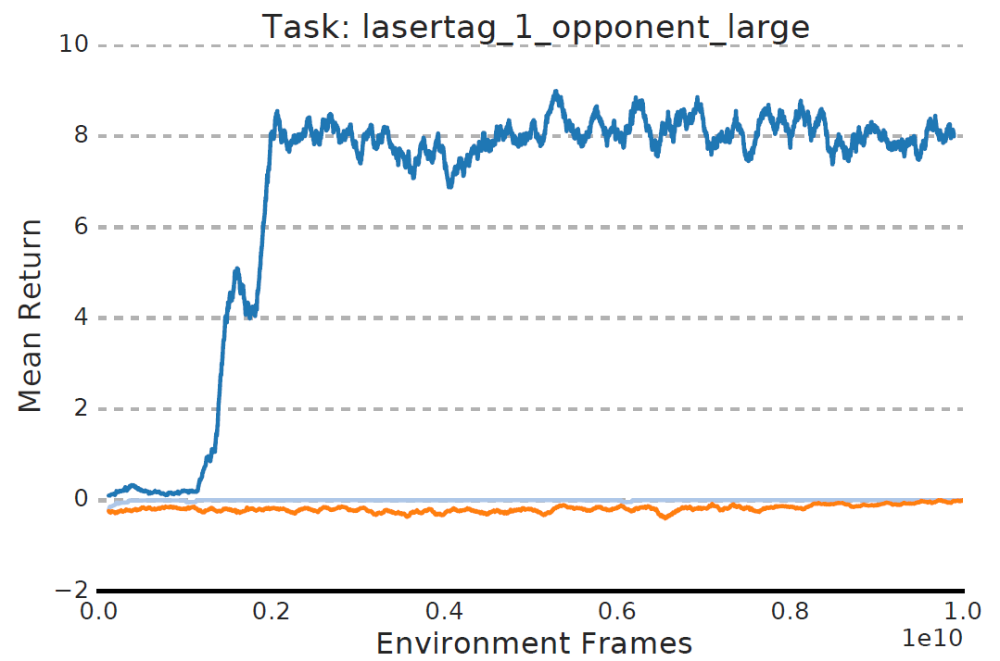 Task: lasertag_1_opponent_large
10
8
6
4
2
0
−2
Mean Return
0.0 0.2 0.4 0.6 0.8 1.0
1e10
Environment Frames